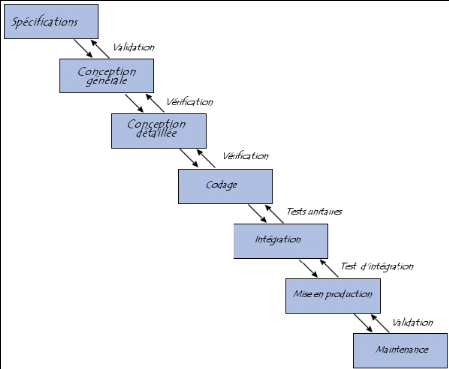 Spécifications
Validation
Conception
générale
Vérification
Conception
détaillée
Vérification
Codage
Tests unitaires
Intégration
Test d'intégration
Mise en production
Validation
Maintenance